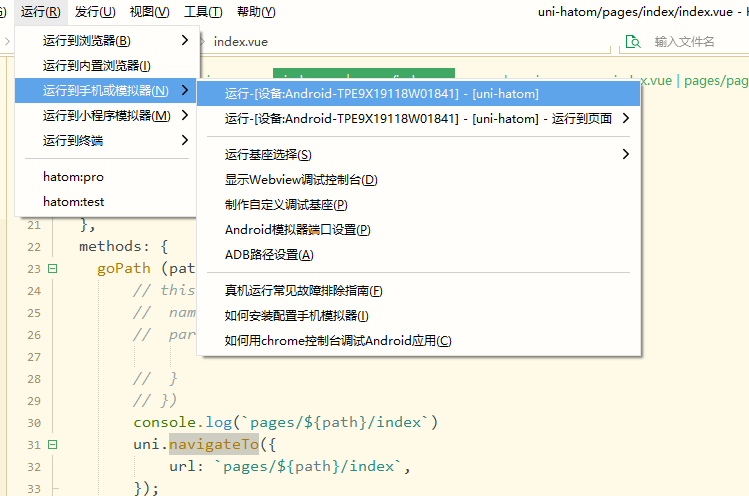 运行(R) 发行(U) 视图(V) 工具(T) 帮助(Y) uni-hatom/pages/index/index.vue - H
index.vue 输入文件名
运行到浏览器(B)
运行到内置浏览器(I)
运行到手机或模拟器(N)
运行到小程序模拟器(M)
运行到终端
hatom:pro
hatom:test
.vue | pages/pag
运行-[设备:Android-TPE9X19118W01841] - [uni-hatom]
运行-[设备:Android-TPE9X19118W01841] - [uni-hatom] - 运行到页面
运行基座选择(S)
显示Webview调试控制台(D)
制作自定义调试基座(P)
Android模拟器端口设置(P)
ADB路径设置(A)
真机运行常见故障排除指南(F)
如何安装配置手机模拟器(I)
如何用chrome控制台调试Android应用(C)
21 },
22 methods: {
23 goPath (pat
24 // this
25 // nam
26 // par
27
28 // }
29 // })
30 console.log(`pages/${path}/index`)
31 uni.navigateTo({
32 url: `pages/${path}/index`,
33 });